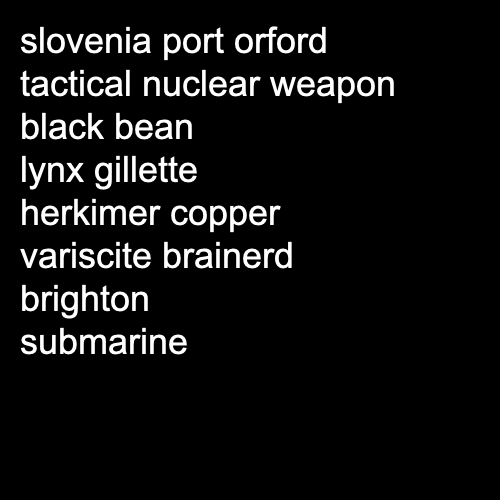 slovenia port orford
tactical nuclear weapon
black bean
lynx gillette
herkimer copper
variscite brainerd
brighton
submarine